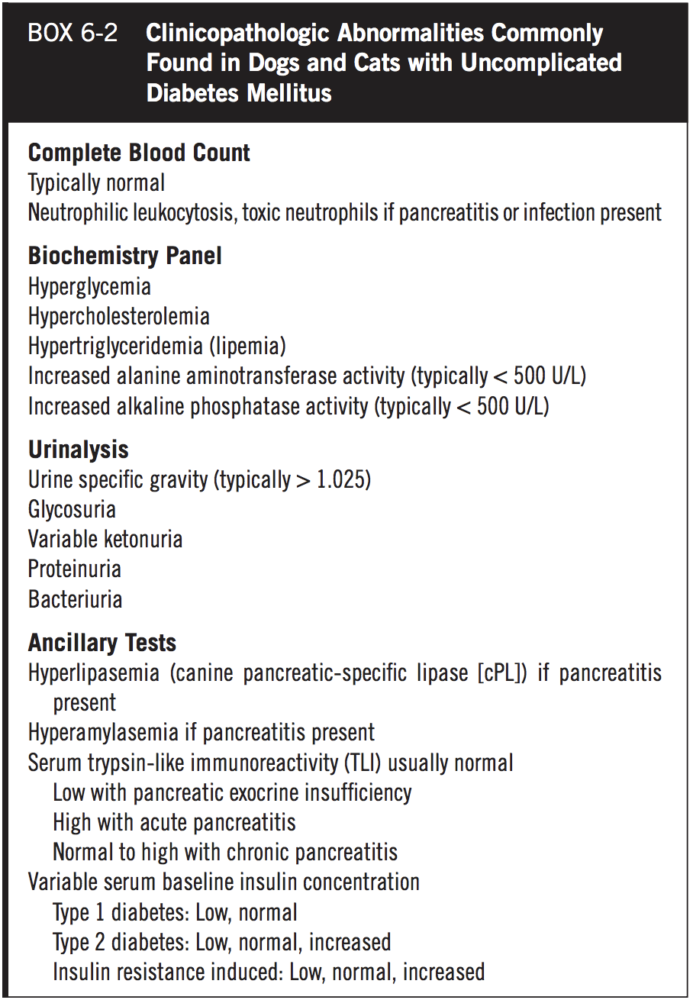 BOX 6-2 Clinicopathologic Abnormalities Commonly
Found in Dogs and Cats with Uncomplicated
Diabetes Mellitus
Complete Blood Count
Typically normal
Neutrophilic leukocytosis, toxic neutrophils if pancreatitis or infection present
Biochemistry Panel
Hyperglycemia
Hypercholesterolemia
Hypertriglyceridemia (lipemia)
Increased alanine aminotransferase activity (typically < 500 U/L)
Increased alkaline phosphatase activity (typically < 500 U/L)
Urinalysis
Urine specific gravity (typically > 1.025)
Glycosuria
Variable ketonuria
Proteinuria
Bacteriuria
Ancillary Tests
Hyperlipasemia (canine pancreatic-specific lipase [cPL]) if pancreatitis
present
Hyperamylasemia if pancreatitis present
Serum trypsin-like immunoreactivity (TLI) usually normal
Low with pancreatic exocrine insufficiency
High with acute pancreatitis
Normal to high with chronic pancreatitis
Variable serum baseline insulin concentration
Type 1 diabetes: Low, normal
Type 2 diabetes: Low, normal, increased
Insulin resistance induced: Low, normal, increased